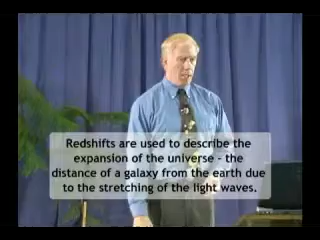 Redshifts are used to describe the
expansion of the universe - the
distance of a galaxy from the earth due
to the stretching of the light waves.